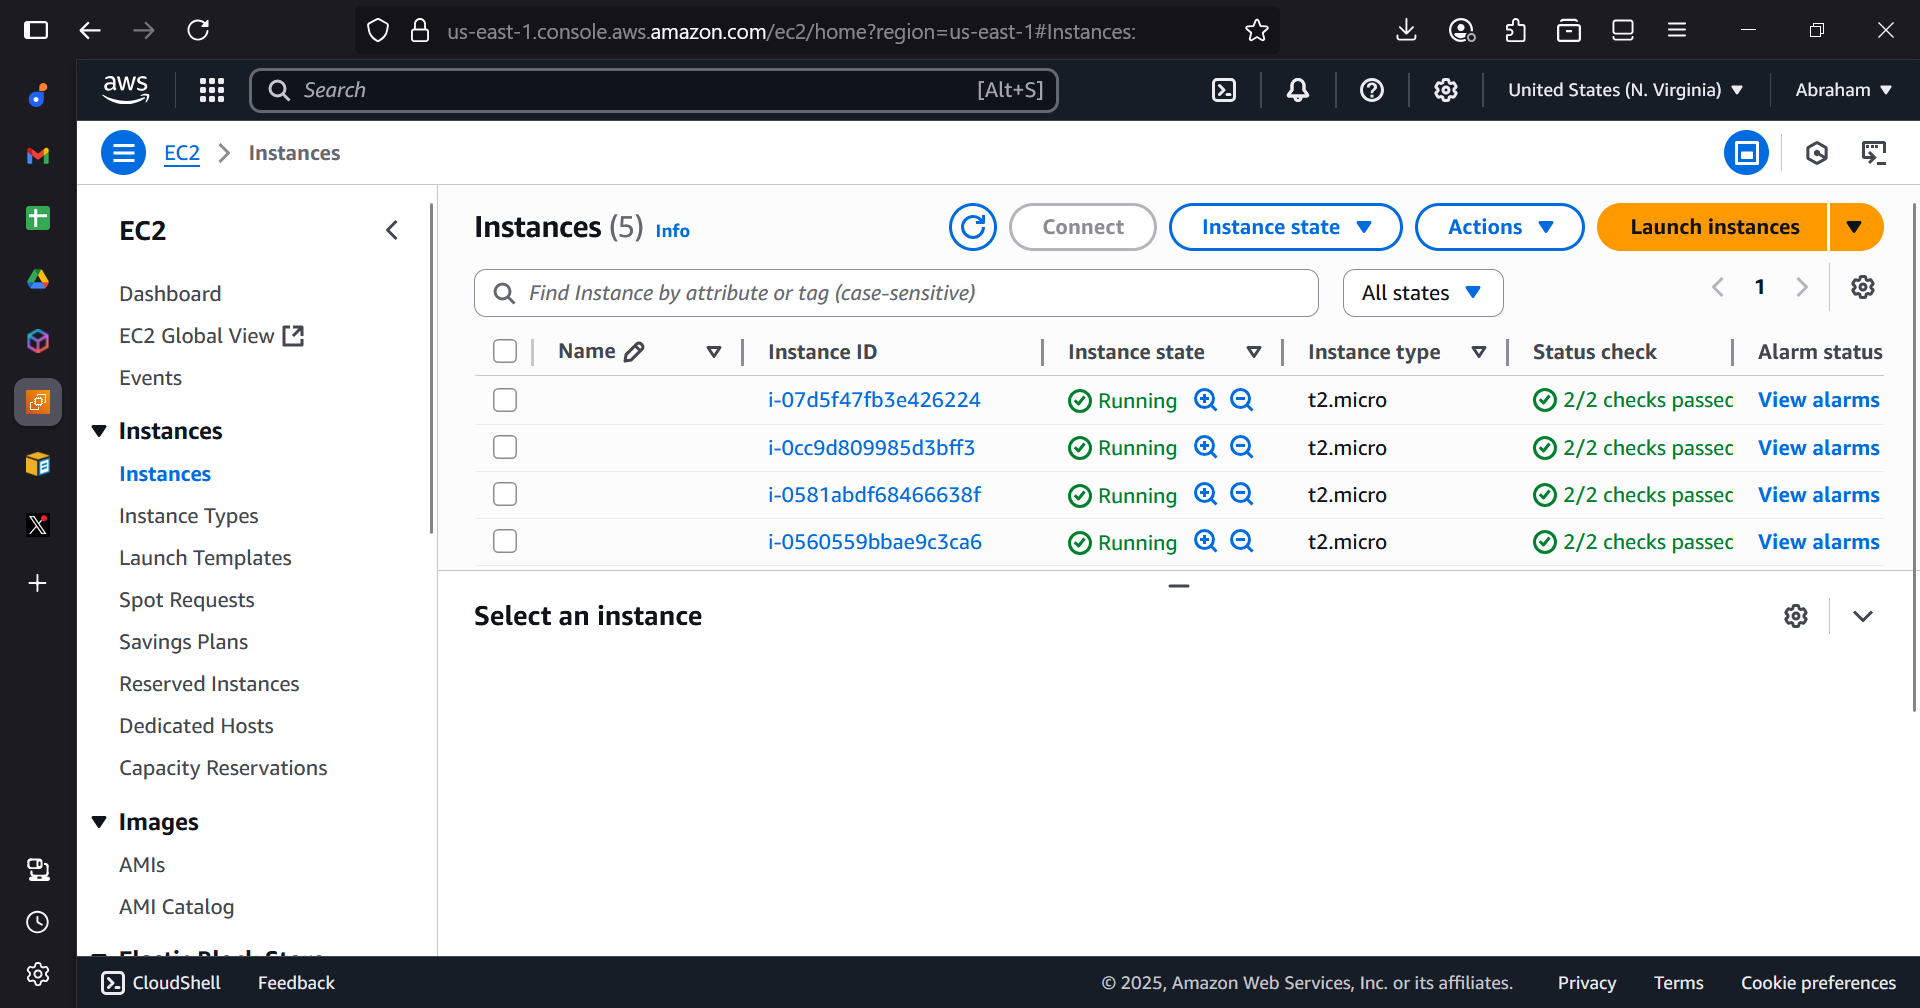 us-east-1.console.aws.amazon.com/ec2/home?region=us-east-1#Instances:
aws
Search [Alt+S]
United States (N. Virginia)
Abraham
EC2 > Instances
EC2
Dashboard
EC2 Global View
Events
Instances
Instances
Instance Types
Launch Templates
Spot Requests
Savings Plans
Reserved Instances
Dedicated Hosts
Capacity Reservations
Images
AMIs
AMI Catalog
Elastic Block Store
Instances (5) Info
Connect
Instance state
Actions
Launch instances
Find Instance by attribute or tag (case-sensitive)
All states
1
Name Instance ID Instance state Instance type Status check Alarm status
i-07d5f47fb3e426224 Running t2.micro 2/2 checks passed View alarms
i-0cc9d809985d3bff3 Running t2.micro 2/2 checks passed View alarms
i-0581abdf68466638f Running t2.micro 2/2 checks passed View alarms
i-0560559bbae9c3ca6 Running t2.micro 2/2 checks passed View alarms
Select an instance
CloudShell Feedback
© 2025, Amazon Web Services, Inc. or its affiliates. Privacy Terms Cookie preferences